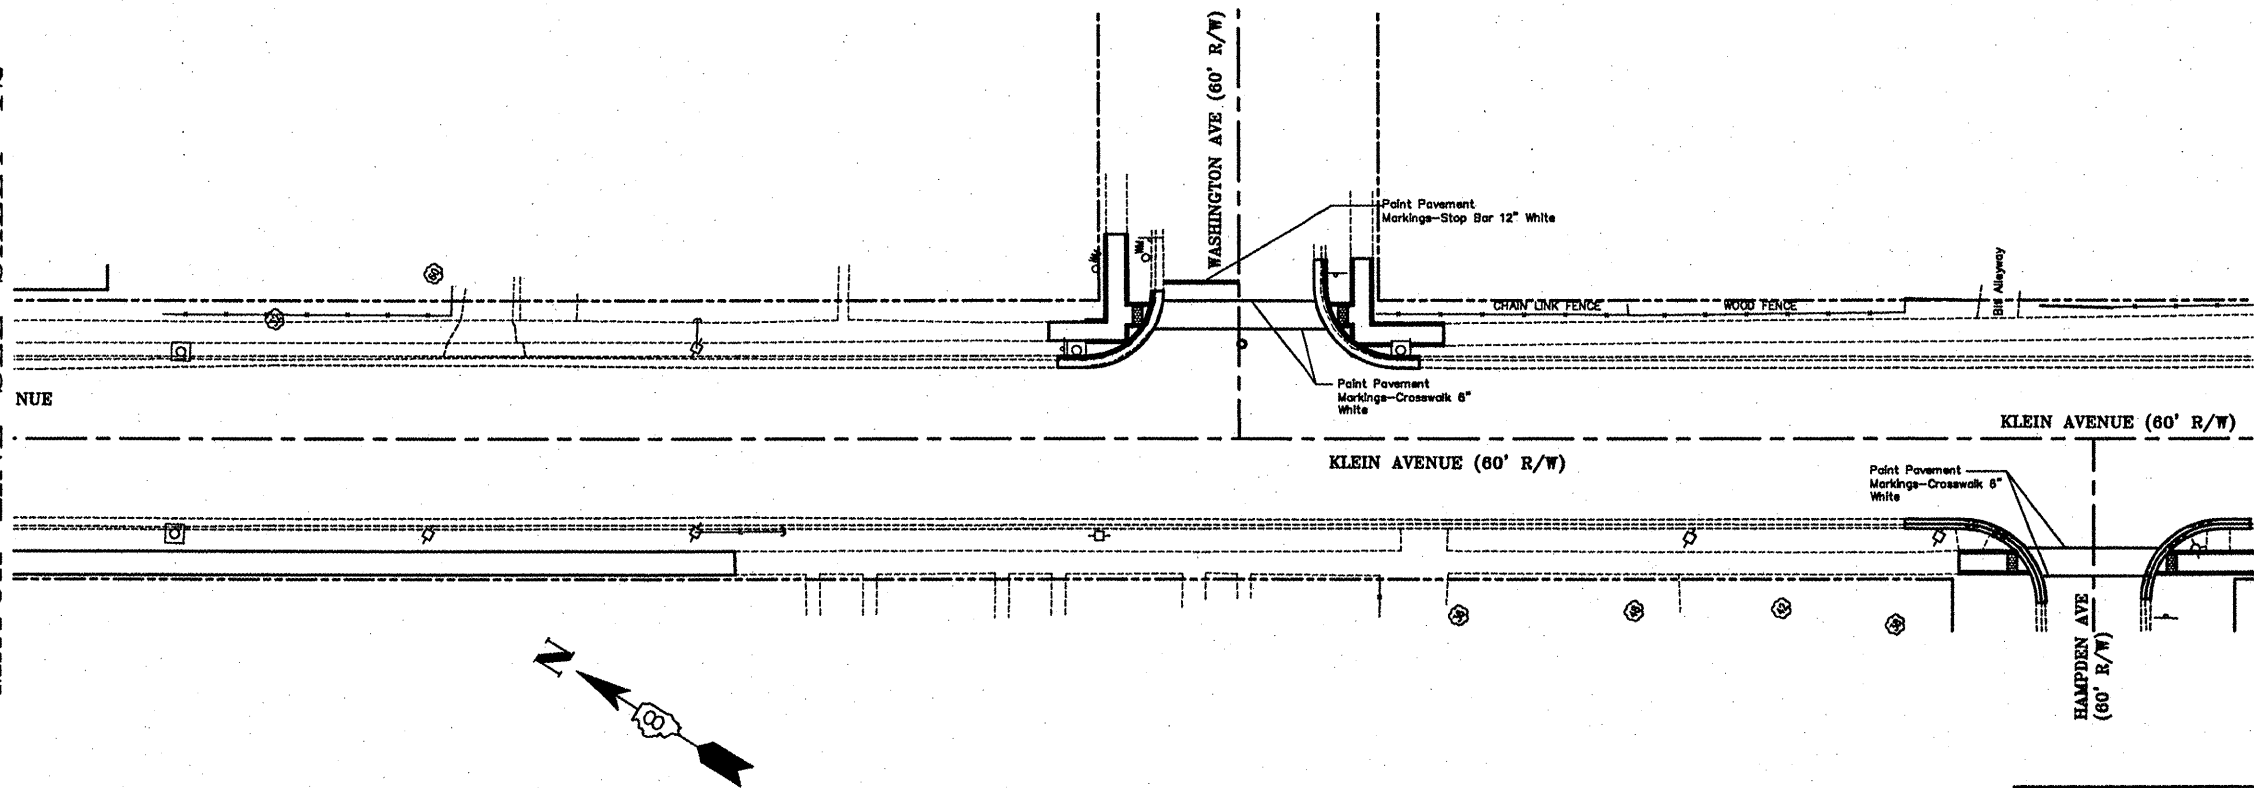 WASHINGTON AVE (60' R/W)
Paint Pavement
Markings-Stop Bar 12" White
CHAIN LINK FENCE
WOOD FENCE
Bit Alleyway
Paint Pavement
Markings-Crosswalk 6"
White
NUE
KLEIN AVENUE (60' R/W)
KLEIN AVENUE (60' R/W)
Paint Pavement
Markings-Crosswalk 6"
White
HAMPDEN AVE
(60' R/W)
N
8